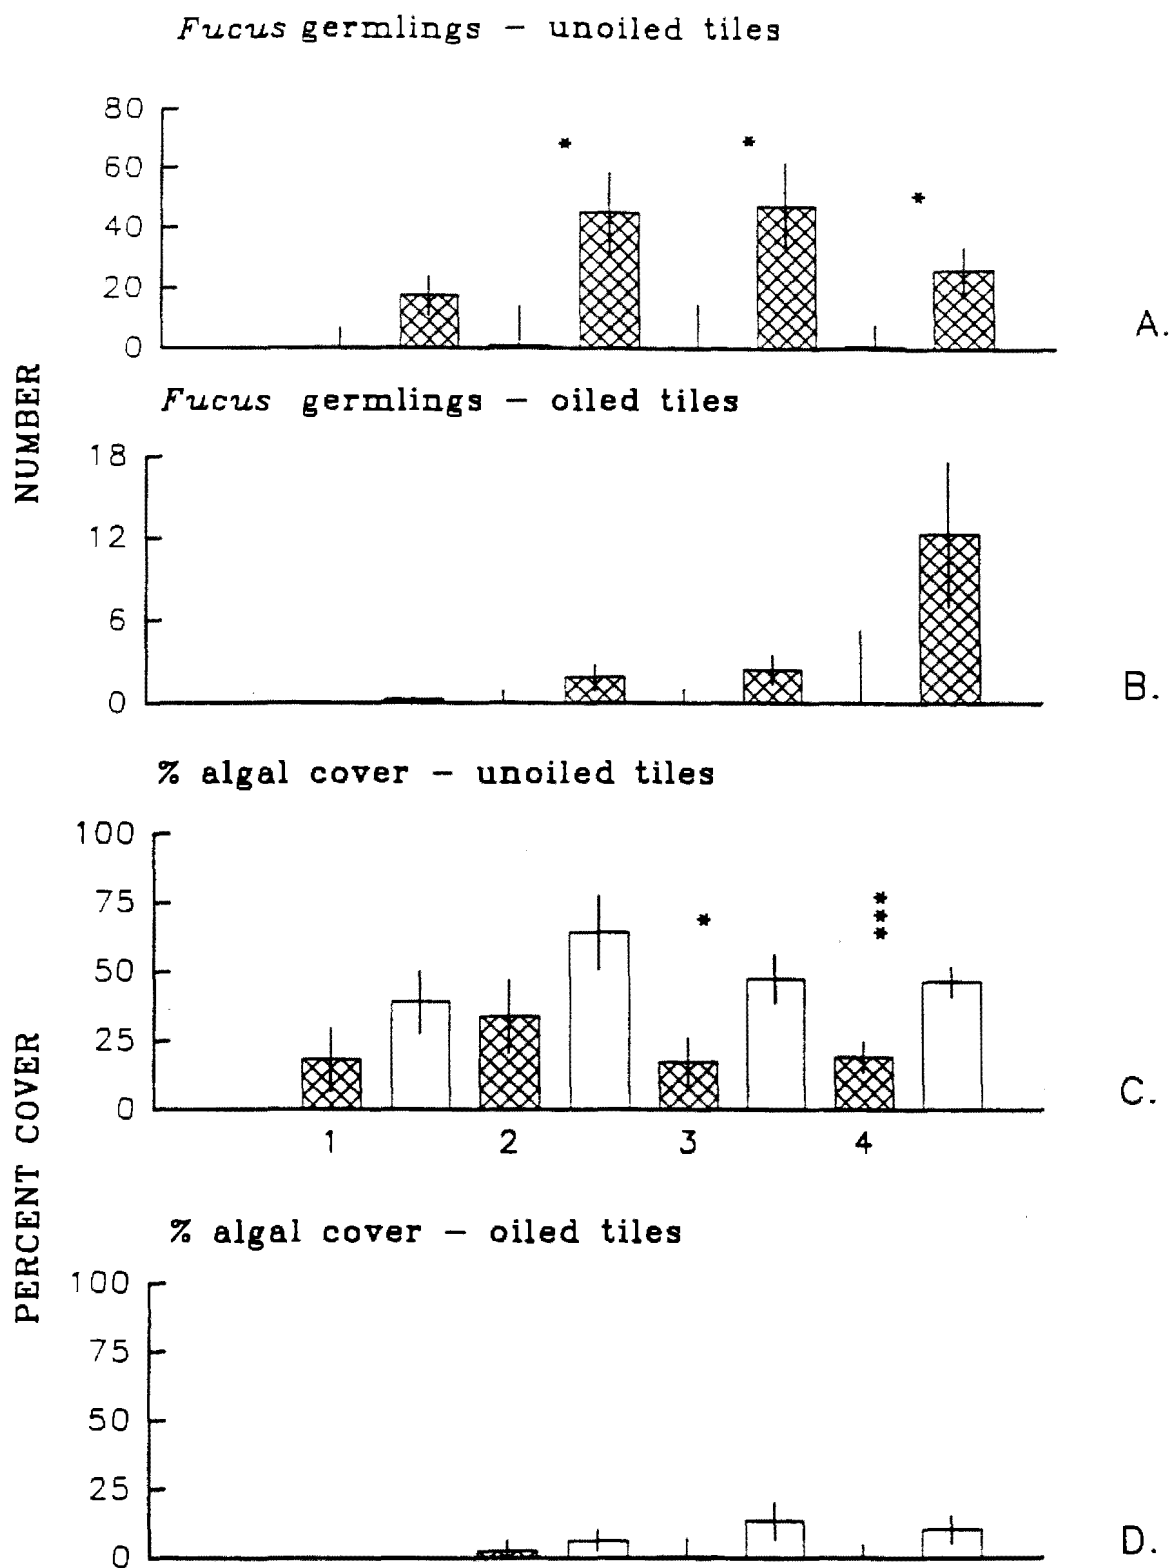 Fucus germlings – unoiled tiles
80
60
40
20
0
* * *
A.
NUMBER
Fucus germlings – oiled tiles
18
12
6
0
B.
% algal cover – unoiled tiles
100
75
50
25
0
* ***
1 2 3 4
C.
PERCENT COVER
% algal cover – oiled tiles
100
75
50
25
0
D.